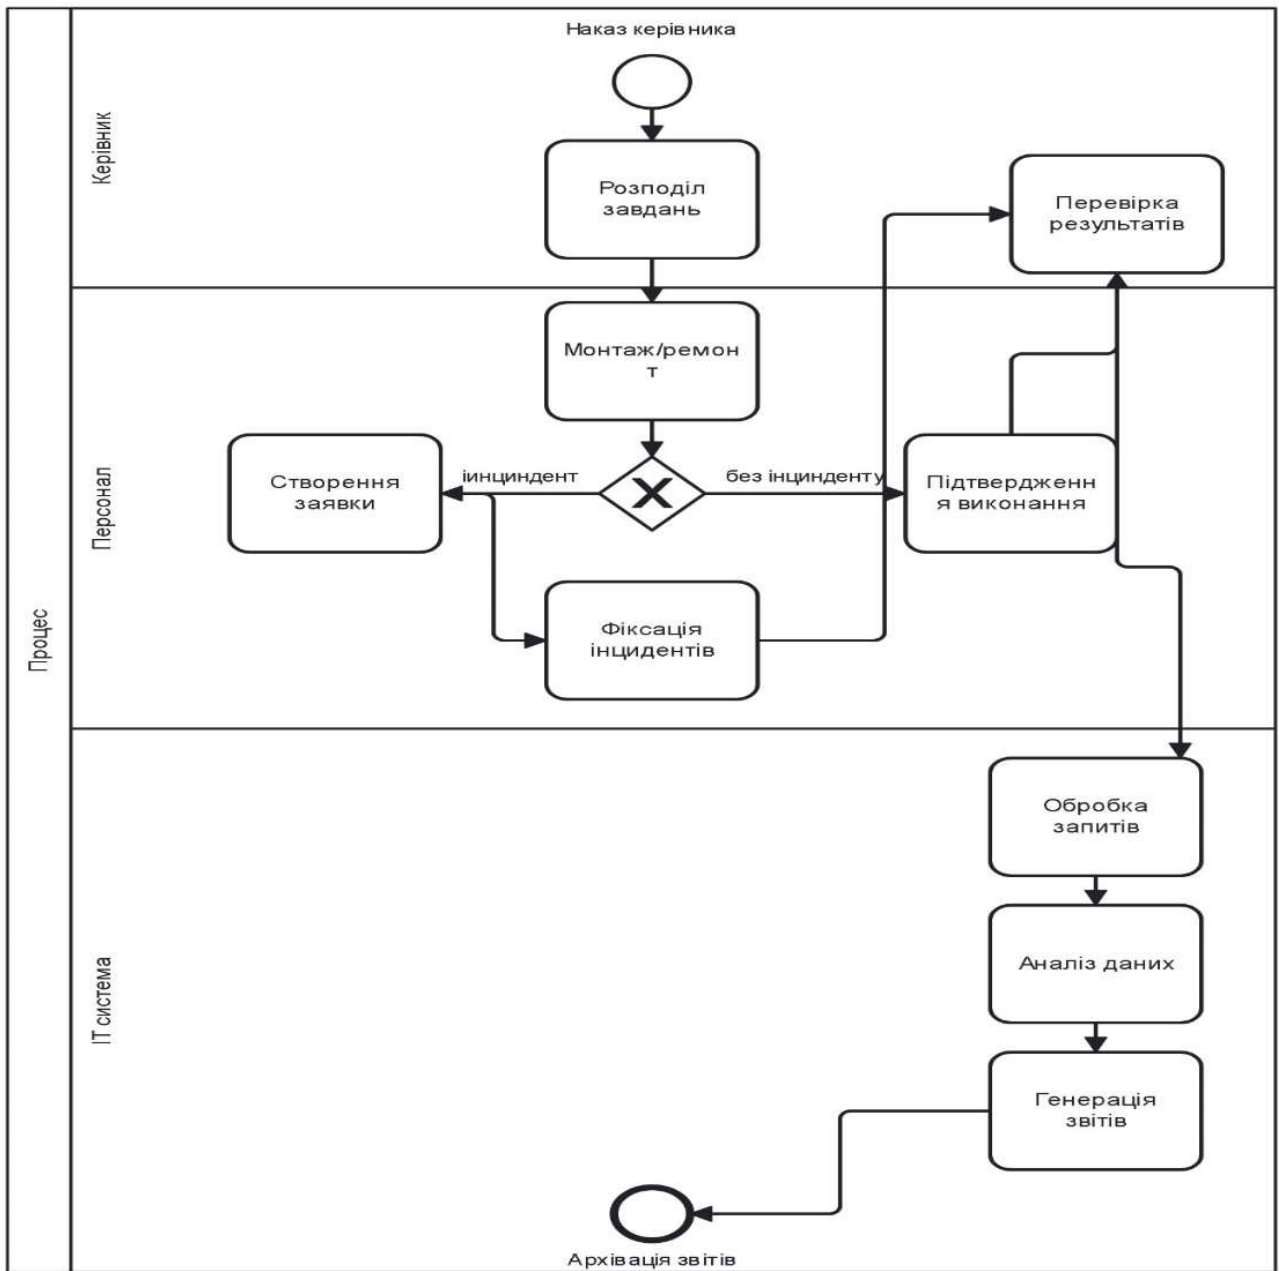 Процес
Керівник
Наказ керівника
Розподіл
завдань
Перевірка
результатів
Персонал
Монтаж/ремон
т
Створення
заявки
іинциндент
без інцинденту
Підтвердженн
я виконання
Фіксація
інцидентів
ІТ система
Обробка
запитів
Аналіз даних
Генерація
звітів
Архівація звітів